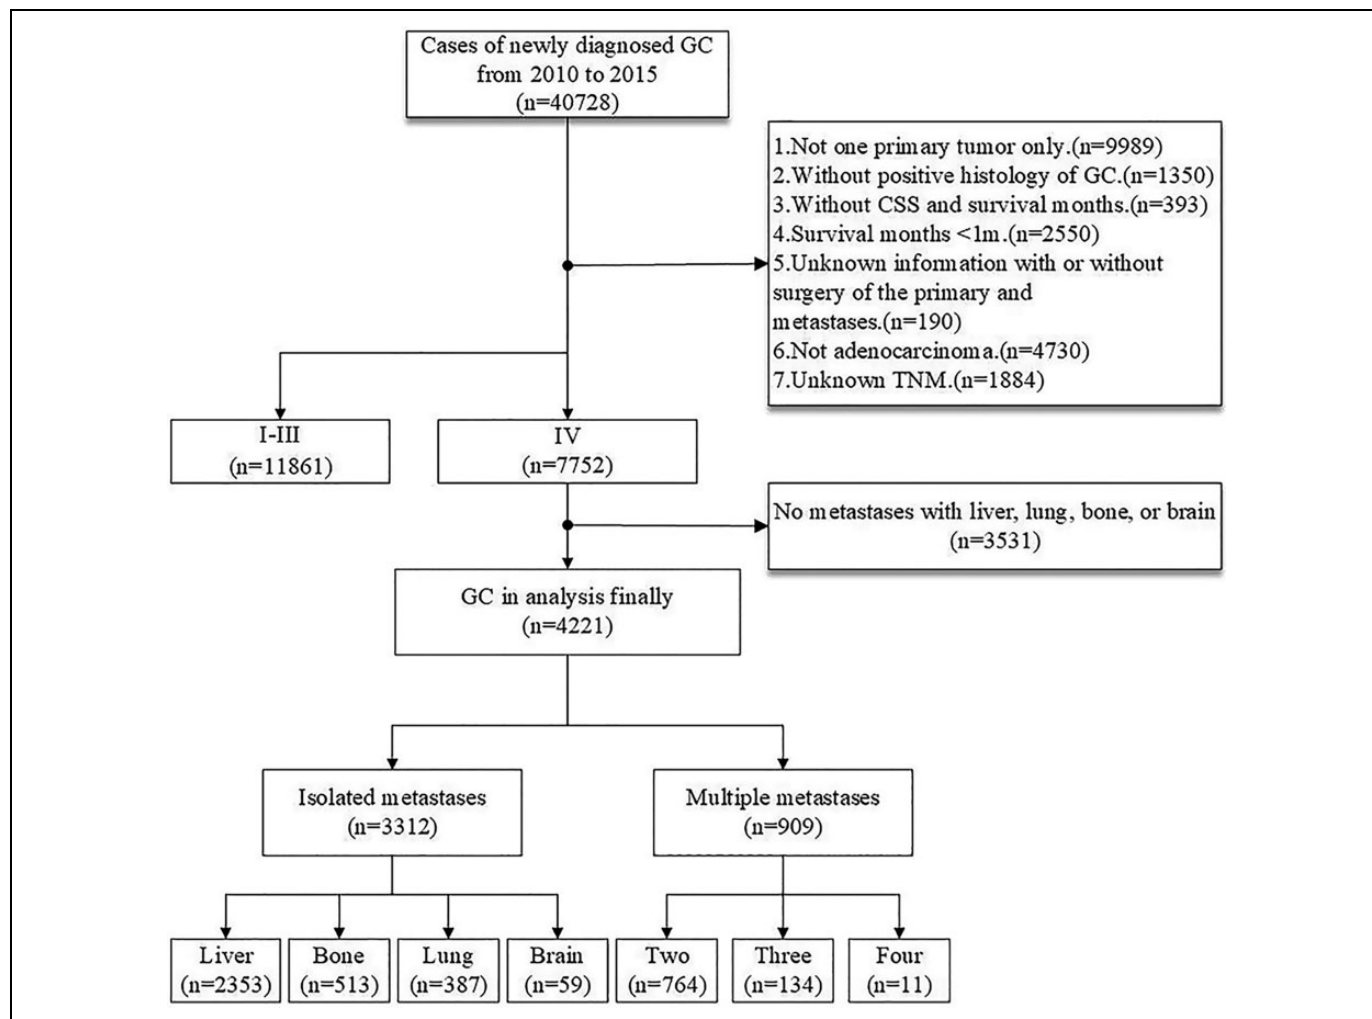 Cases of newly diagnosed GC
from 2010 to 2015
(n=40728)
1.Not one primary tumor only.(n=9989)
2.Without positive histology of GC.(n=1350)
3.Without CSS and survival months.(n=393)
4.Survival months <1m.(n=2550)
5.Unknown information with or without
surgery of the primary and
metastases.(n=190)
6.Not adenocarcinoma.(n=4730)
7.Unknown TNM.(n=1884)
I-III
(n=11861)
IV
(n=7752)
No metastases with liver, lung, bone, or brain
(n=3531)
GC in analysis finally
(n=4221)
Isolated metastases
(n=3312)
Multiple metastases
(n=909)
Liver
(n=2353)
Bone
(n=513)
Lung
(n=387)
Brain
(n=59)
Two
(n=764)
Three
(n=134)
Four
(n=11)